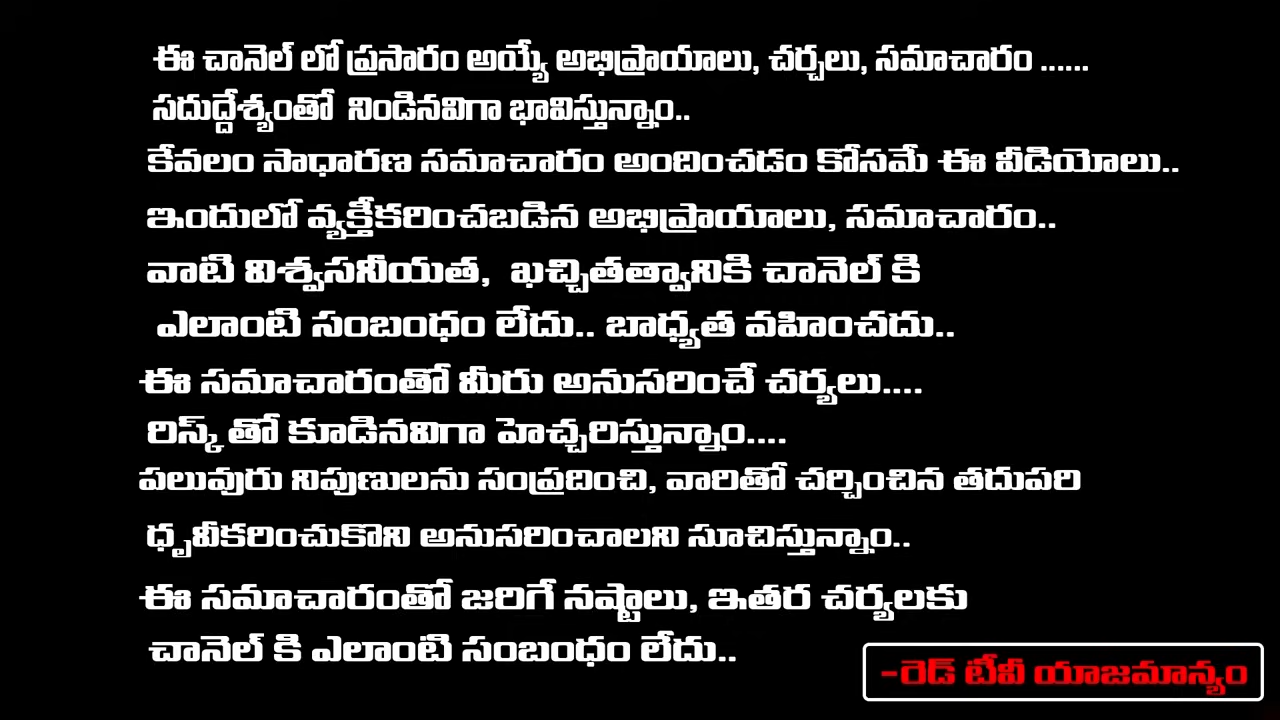 ఈ చానెల్ లో ప్రసారం అయ్యే అభిప్రాయాలు, చర్చలు, సమాచారం ......
సదుద్దేశ్యంతో నిండినవిగా భావిస్తున్నాం..
కేవలం సాధారణ సమాచారం అందించడం కోసమే ఈ వీడియోలు..
ఇందులో వ్యక్తీకరించబడిన అభిప్రాయాలు, సమాచారం..
వాటి విశ్వసనీయత, ఖచ్చితత్వానికి చానెల్ కి
ఎలాంటి సంబంధం లేదు.. బాధ్యత వహించదు..
ఈ సమాచారంతో మీరు అనుసరించే చర్యలు....
రిస్క్ తో కూడినవిగా హెచ్చరిస్తున్నాం....
పలువురు నిపుణులను సంప్రదించి, వారితో చర్చించిన తదుపరి
ధృవీకరించుకొని అనుసరించాలని సూచిస్తున్నాం..
ఈ సమాచారంతో జరిగే నష్టాలు, ఇతర చర్యలకు
చానెల్ కి ఎలాంటి సంబంధం లేదు..
-రెడ్ టీవీ యాజమాన్యం